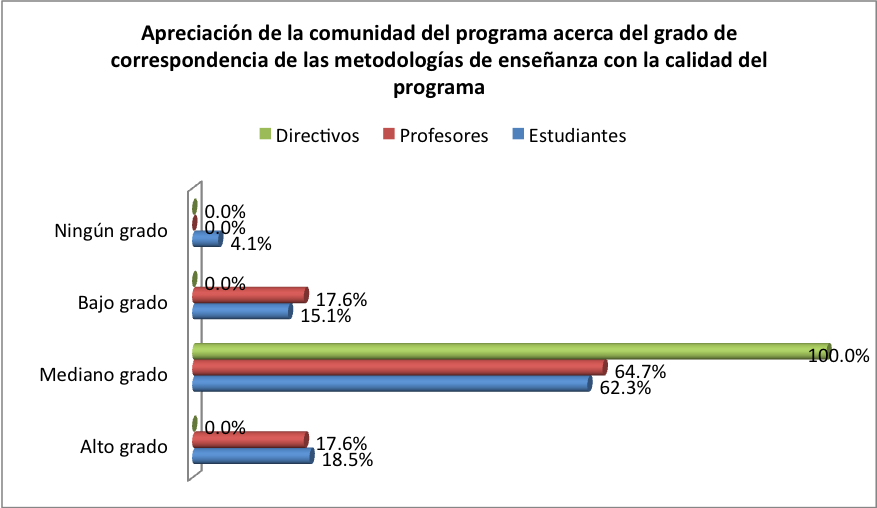 Apreciación de la comunidad del programa acerca del grado de
correspondencia de las metodologías de enseñanza con la calidad del
programa
Directivos Profesores Estudiantes
Ningún grado
0.0%
0.0%
4.1%
Bajo grado
0.0%
17.6%
15.1%
Mediano grado
100.0%
64.7%
62.3%
Alto grado
0.0%
17.6%
18.5%